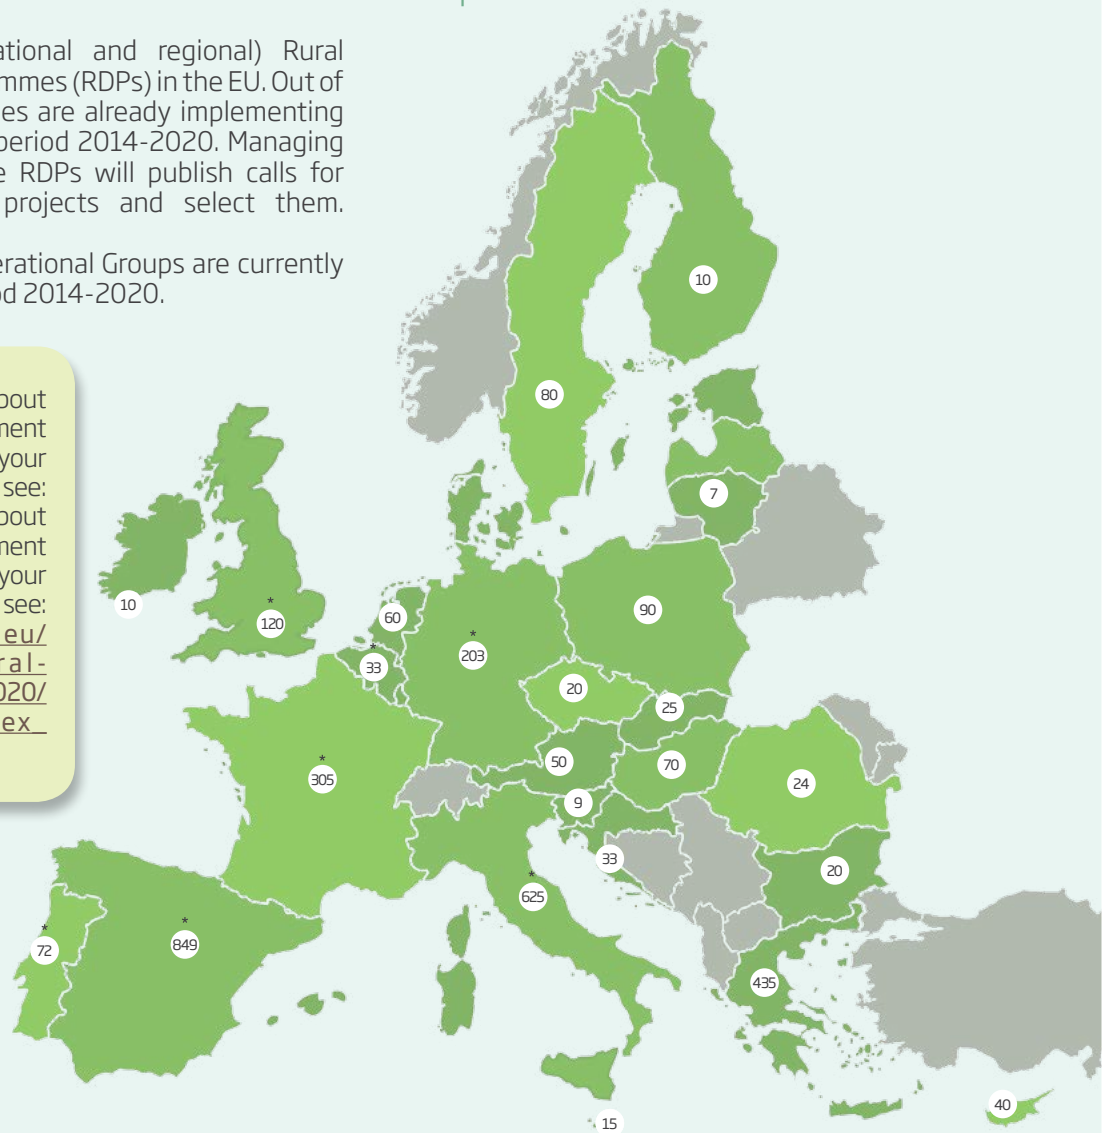 ational and regional) Rural
mmes (RDPs) in the EU. Out of
es are already implementing
period 2014-2020. Managing
e RDPs will publish calls for
projects and select them.
erational Groups are currently
od 2014-2020.
bout
ment
your
see:
bout
ment
your
see:
eu/
ral-
020/
ex_
10
80
7
10
*
120
60
*
33
*
203
90
20
25
50
70
*
305
9
24
33
20
*
625
*
72
*
849
435
40
15